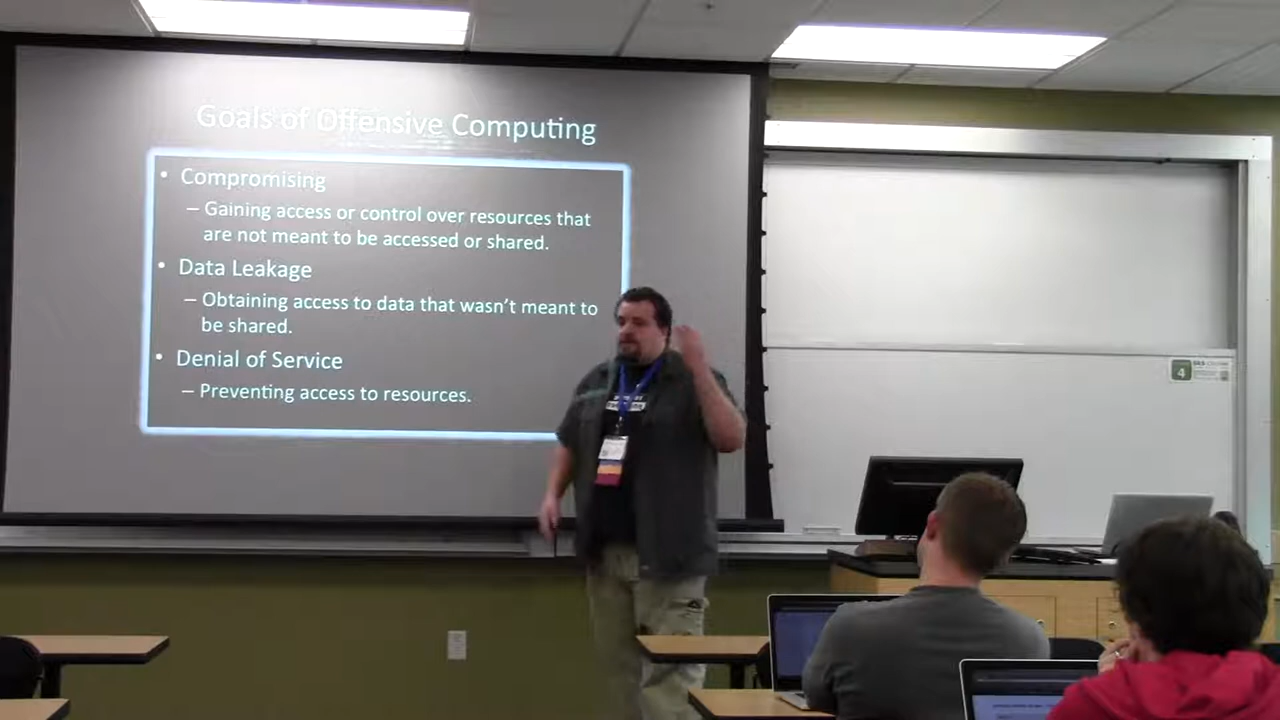 Goals of Offensive Computing
• Compromising
– Gaining access or control over resources that
are not meant to be accessed or shared.
• Data Leakage
– Obtaining access to data that wasn't meant to
be shared.
• Denial of Service
– Preventing access to resources.
4